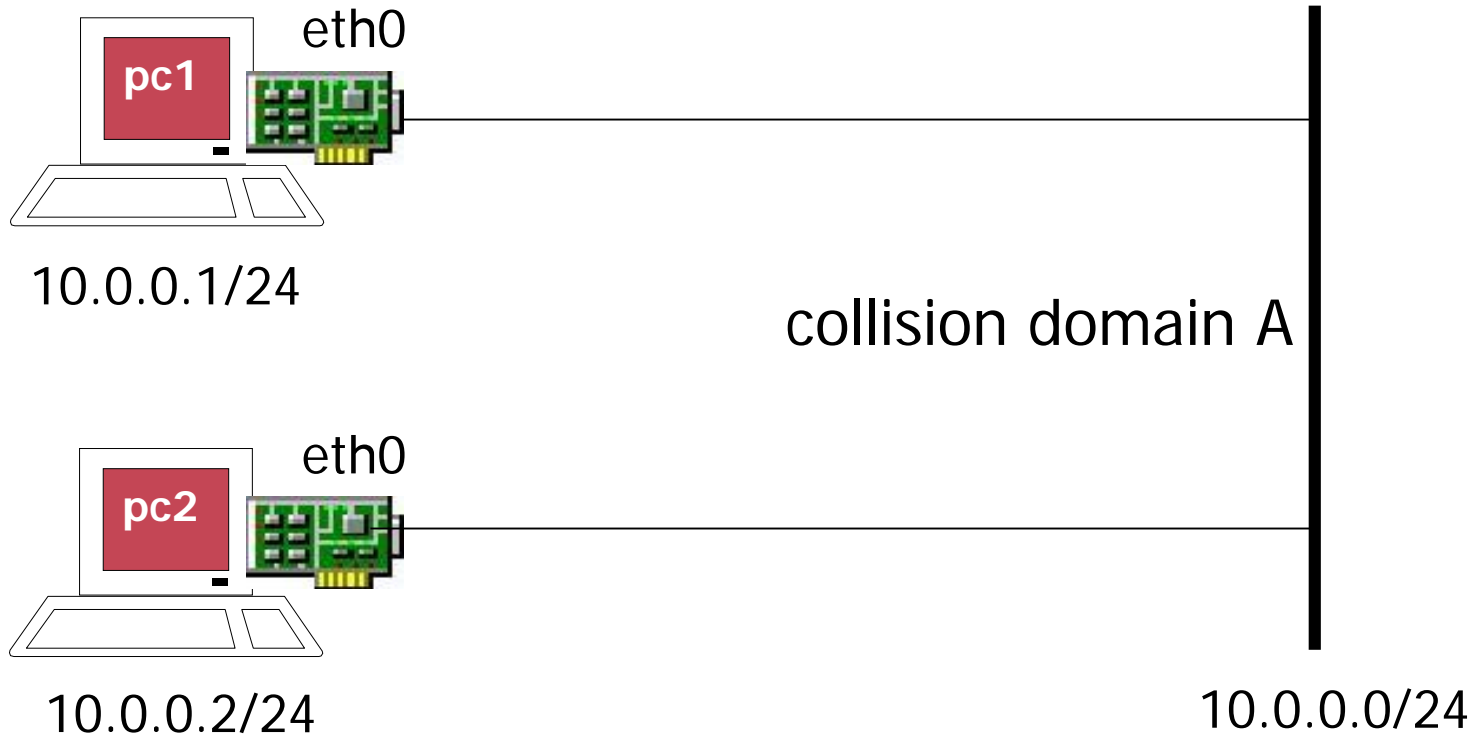 eth0
pc1
10.0.0.1/24
collision domain A
eth0
pc2
10.0.0.2/24
10.0.0.0/24